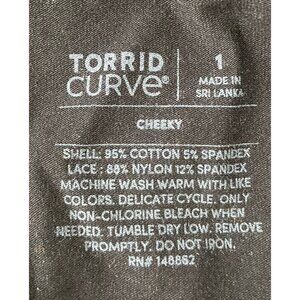 TORRID
CURVE®
1
MADE IN
SRI LANKA
CHEEKY
SHELL: 95% COTTON 5% SPANDEX
LACE: 88% NYLON 12% SPANDEX
MACHINE WASH WARM WITH LIKE
COLORS. DELICATE CYCLE. ONLY
NON-CHLORINE BLEACH WHEN
NEEDED. TUMBLE DRY LOW. REMOVE
PROMPTLY. DO NOT IRON.
RN# 148862